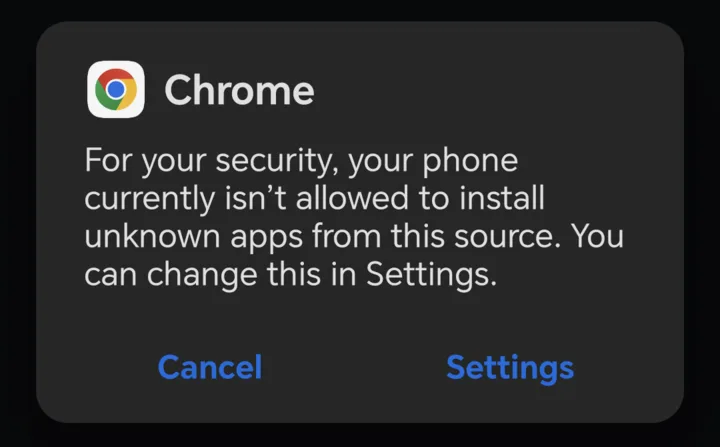 Chrome
For your security, your phone
currently isn’t allowed to install
unknown apps from this source. You
can change this in Settings.
Cancel Settings